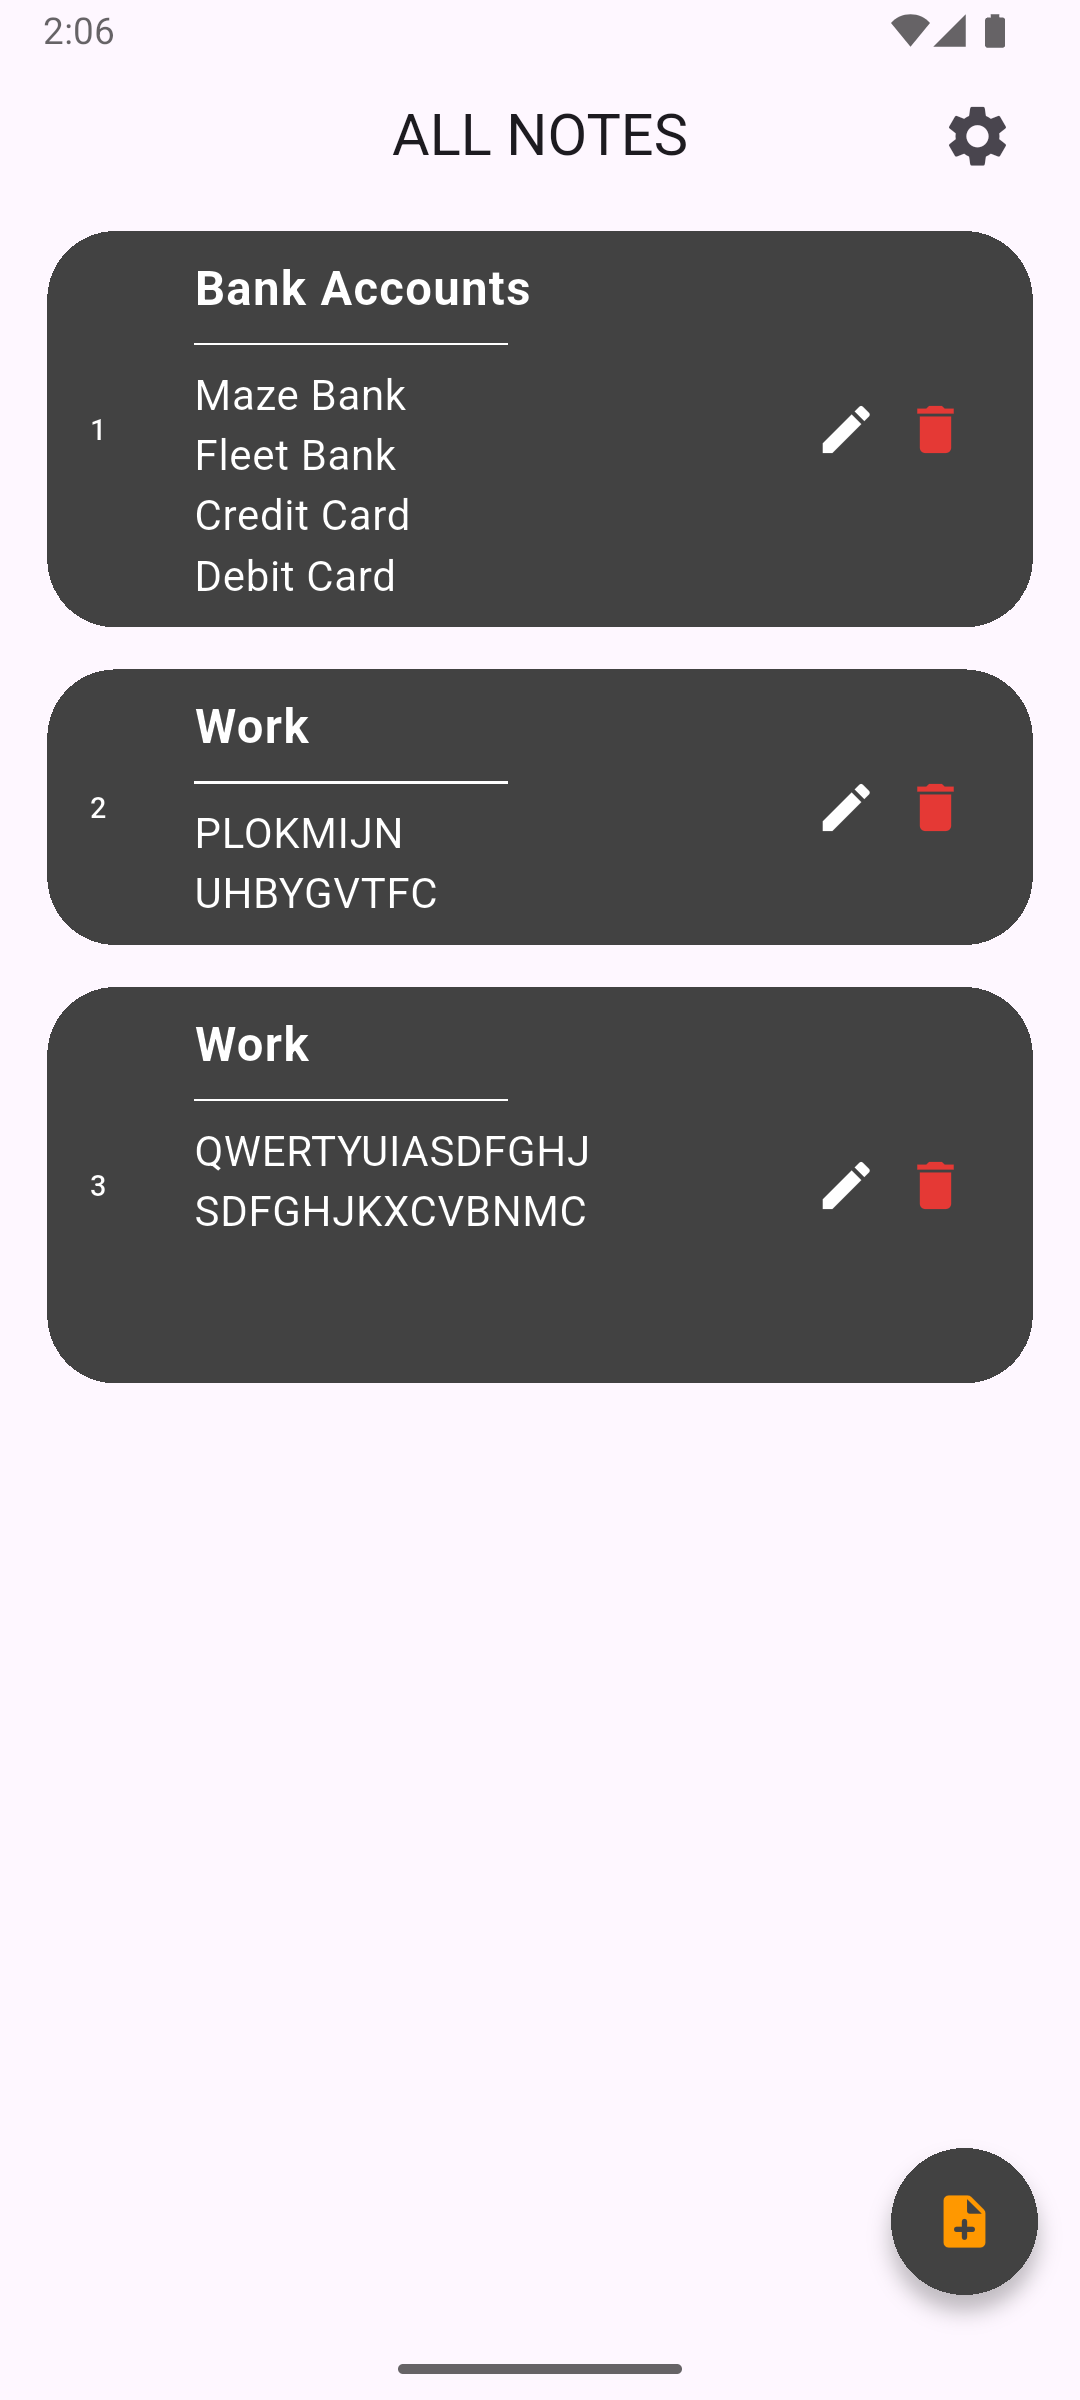 2:06
ALL NOTES
Bank Accounts
1
Maze Bank
Fleet Bank
Credit Card
Debit Card
Work
2
PLOKMIJN
UHBYGVTFC
Work
3
QWERTYUIASDFGHJ
SDFGHJKXCVBNMC